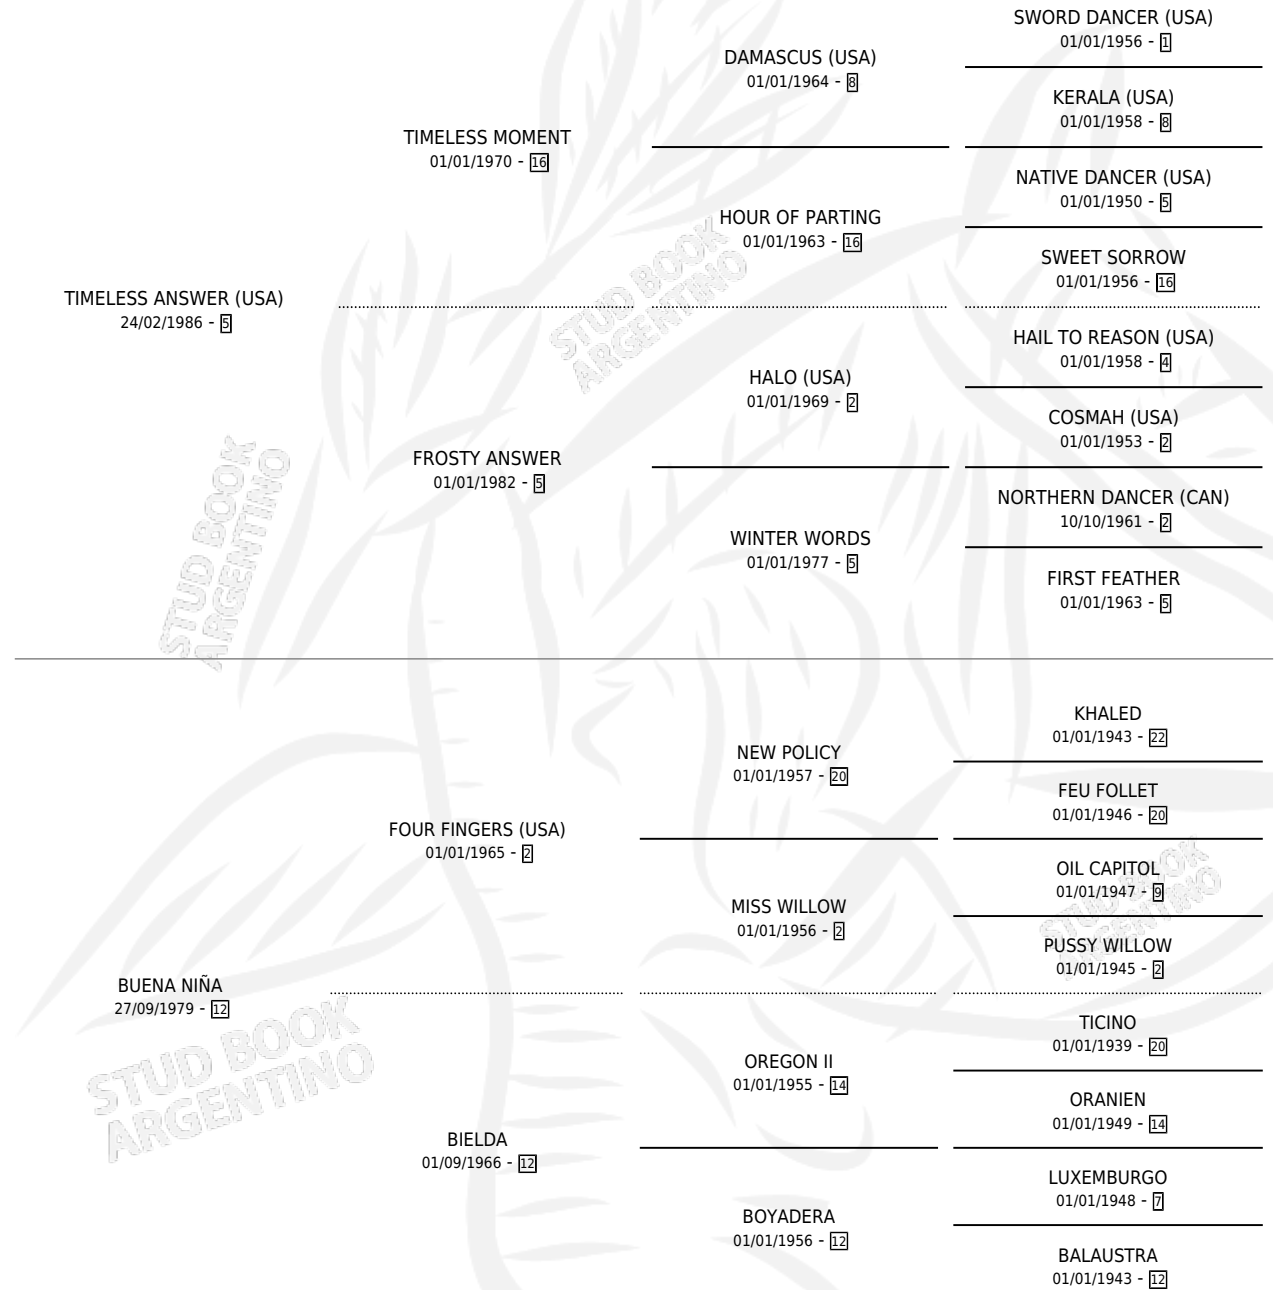 SWORD DANCER (USA)
01/01/1956 - 1
DAMASCUS (USA)
01/01/1964 - 8
KERALA (USA)
01/01/1958 - 8
TIMELESS MOMENT
01/01/1970 - 16
NATIVE DANCER (USA)
01/01/1950 - 5
HOUR OF PARTING
01/01/1963 - 16
SWEET SORROW
01/01/1956 - 16
TIMELESS ANSWER (USA)
24/02/1986 - 5
STUD BOOK
ARGENTINO
HAIL TO REASON (USA)
01/01/1958 - 4
HALO (USA)
01/01/1969 - 2
COSMAH (USA)
01/01/1953 - 2
FROSTY ANSWER
01/01/1982 - 5
NORTHERN DANCER (CAN)
10/10/1961 - 2
WINTER WORDS
01/01/1977 - 5
FIRST FEATHER
01/01/1963 - 5
STUD BOOK
ARGENTINO
KHALED
01/01/1943 - 22
NEW POLICY
01/01/1957 - 20
FEU FOLLET
01/01/1946 - 20
FOUR FINGERS (USA)
01/01/1965 - 2
OIL CAPITOL
01/01/1947 - 9
MISS WILLOW
01/01/1956 - 2
STUD BOOK
ARGENTINO
PUSSY WILLOW
01/01/1945 - 2
BUENA NIÑA
27/09/1979 - 12
STUD BOOK
ARGENTINO
TICINO
01/01/1939 - 20
OREGON II
01/01/1955 - 14
ORANIEN
01/01/1949 - 14
BIELDA
01/09/1966 - 12
LUXEMBURGO
01/01/1948 - 7
BOYADERA
01/01/1956 - 12
BALAUSTRA
01/01/1943 - 12